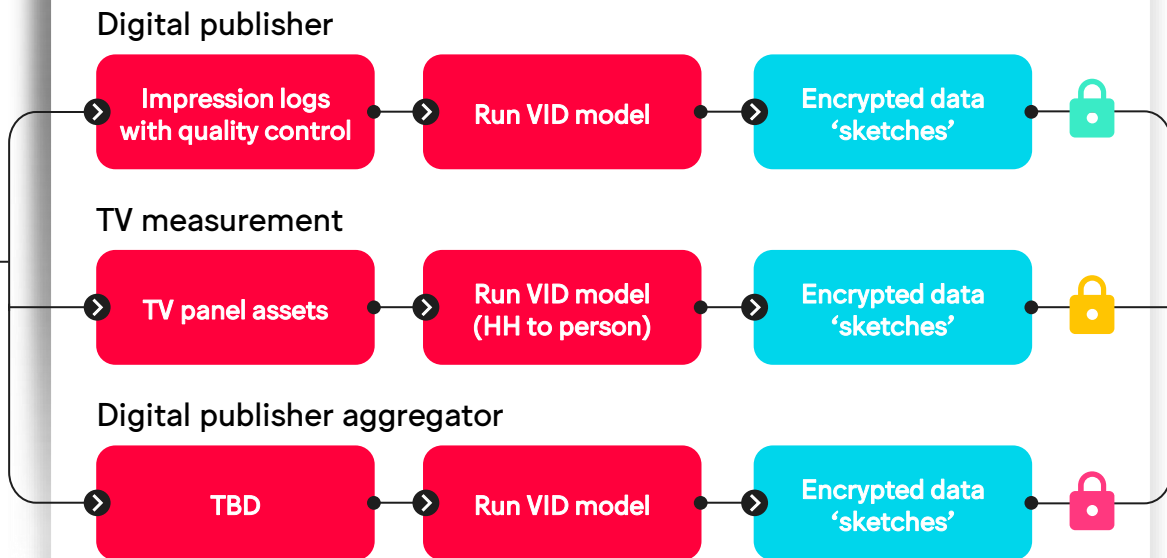 Digital publisher
Impression logs
with quality control
Run VID model
Encrypted data
‘sketches’
TV measurement
TV panel assets
Run VID model
(HH to person)
Encrypted data
‘sketches’
Digital publisher aggregator
TBD
Run VID model
Encrypted data
‘sketches’